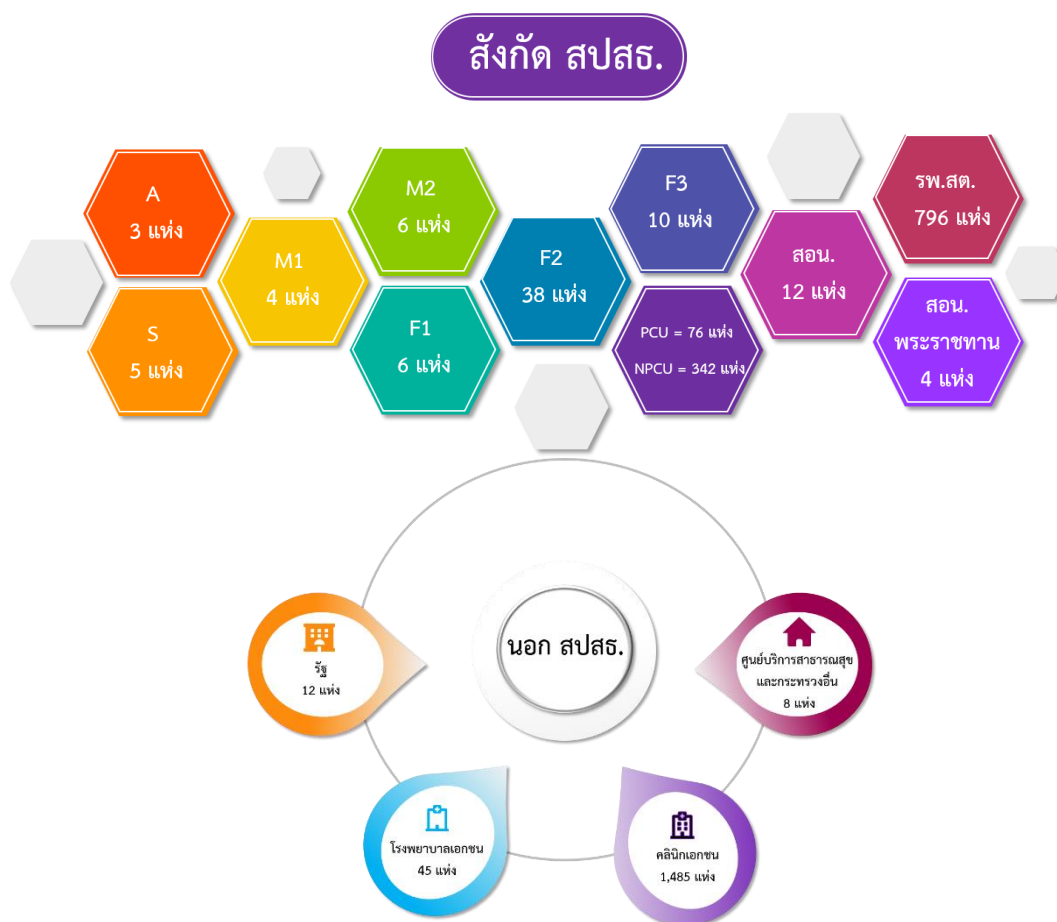 สังกัด สปสธ.
A
3 แห่ง
S
5 แห่ง
M1
4 แห่ง
M2
6 แห่ง
F1
6 แห่ง
F2
38 แห่ง
F3
10 แห่ง
PCU = 76 แห่ง
NPCU = 342 แห่ง
สอน.
12 แห่ง
รพ.สต.
796 แห่ง
สอน.
พระราชทาน
4 แห่ง
นอก สปสธ.
รัฐ
12 แห่ง
ศูนย์บริการสาธารณสุข
และกระทรวงอื่น
8 แห่ง
โรงพยาบาลเอกชน
45 แห่ง
คลินิกเอกชน
1,485 แห่ง